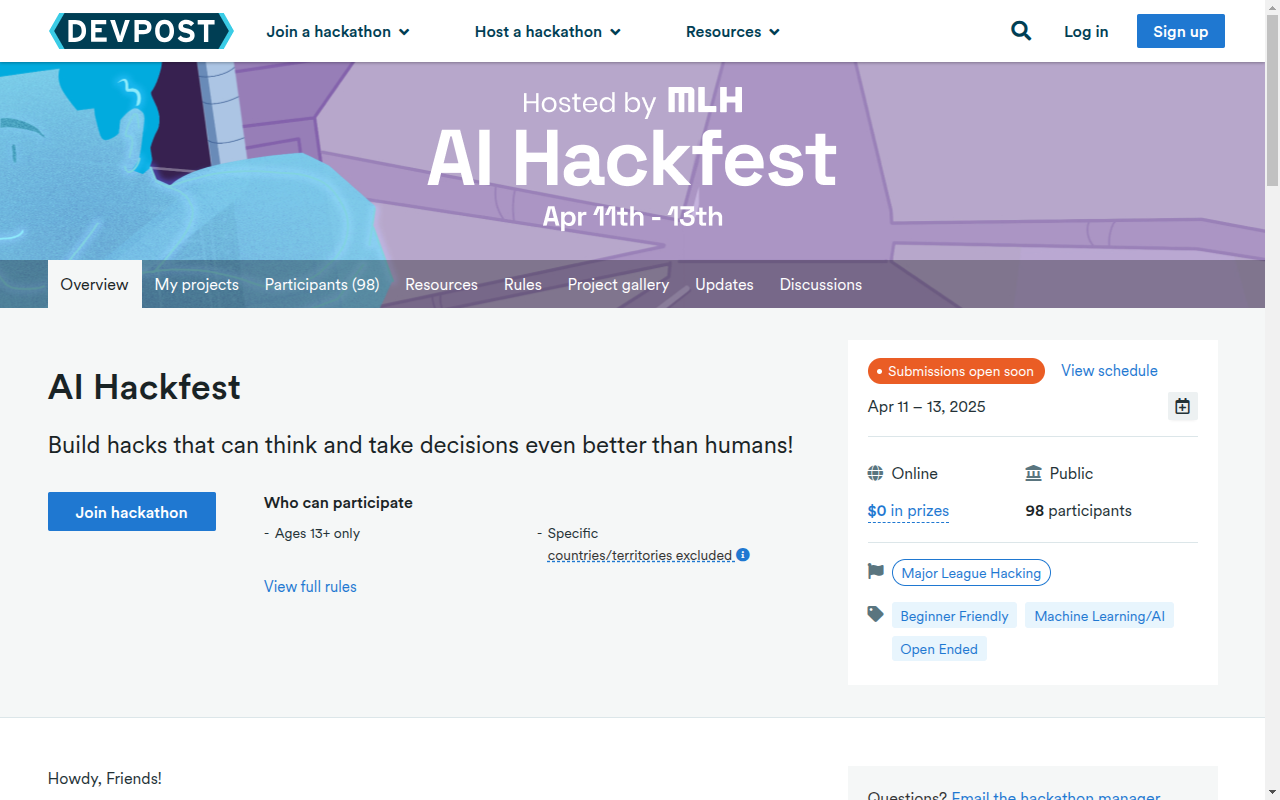 DEVPOST
Join a hackathon
Host a hackathon
Resources
Log in
Sign up
Hosted by MLH
AI Hackfest
Apr 11th - 13th
Overview
My projects
Participants (98)
Resources
Rules
Project gallery
Updates
Discussions
AI Hackfest
Build hacks that can think and take decisions even better than humans!
Join hackathon
Who can participate
- Ages 13+ only
- Specific
countries/territories excluded
View full rules
Submissions open soon
View schedule
Apr 11 – 13, 2025
Online
Public
$0 in prizes
98 participants
Major League Hacking
Beginner Friendly
Machine Learning/AI
Open Ended
Howdy, Friends!
Questions? Email the hackathon manager